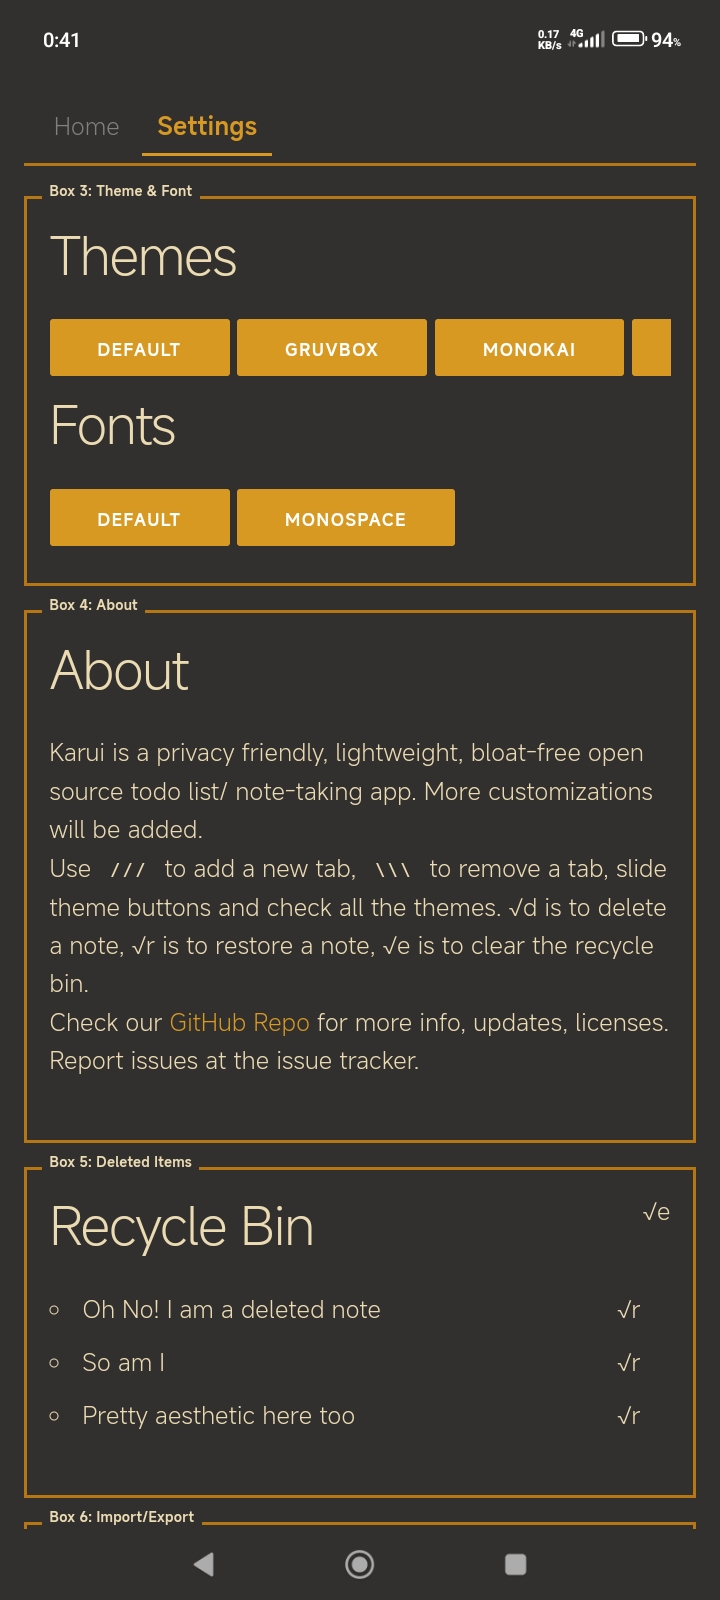 0:41
0.17 KB/s 4G 94%
Home Settings
Box 3: Theme & Font
Themes
DEFAULT GRUVBOX MONOKAI
Fonts
DEFAULT MONOSPACE
Box 4: About
About
Karui is a privacy friendly, lightweight, bloat-free open
source todo list/ note-taking app. More customizations
will be added.
Use /// to add a new tab, \\\ to remove a tab, slide
theme buttons and check all the themes. √d is to delete
a note, √r is to restore a note, √e is to clear the recycle
bin.
Check our GitHub Repo for more info, updates, licenses.
Report issues at the issue tracker.
Box 5: Deleted Items
Recycle Bin √e
Oh No! I am a deleted note √r
So am I √r
Pretty aesthetic here too √r
Box 6: Import/Export